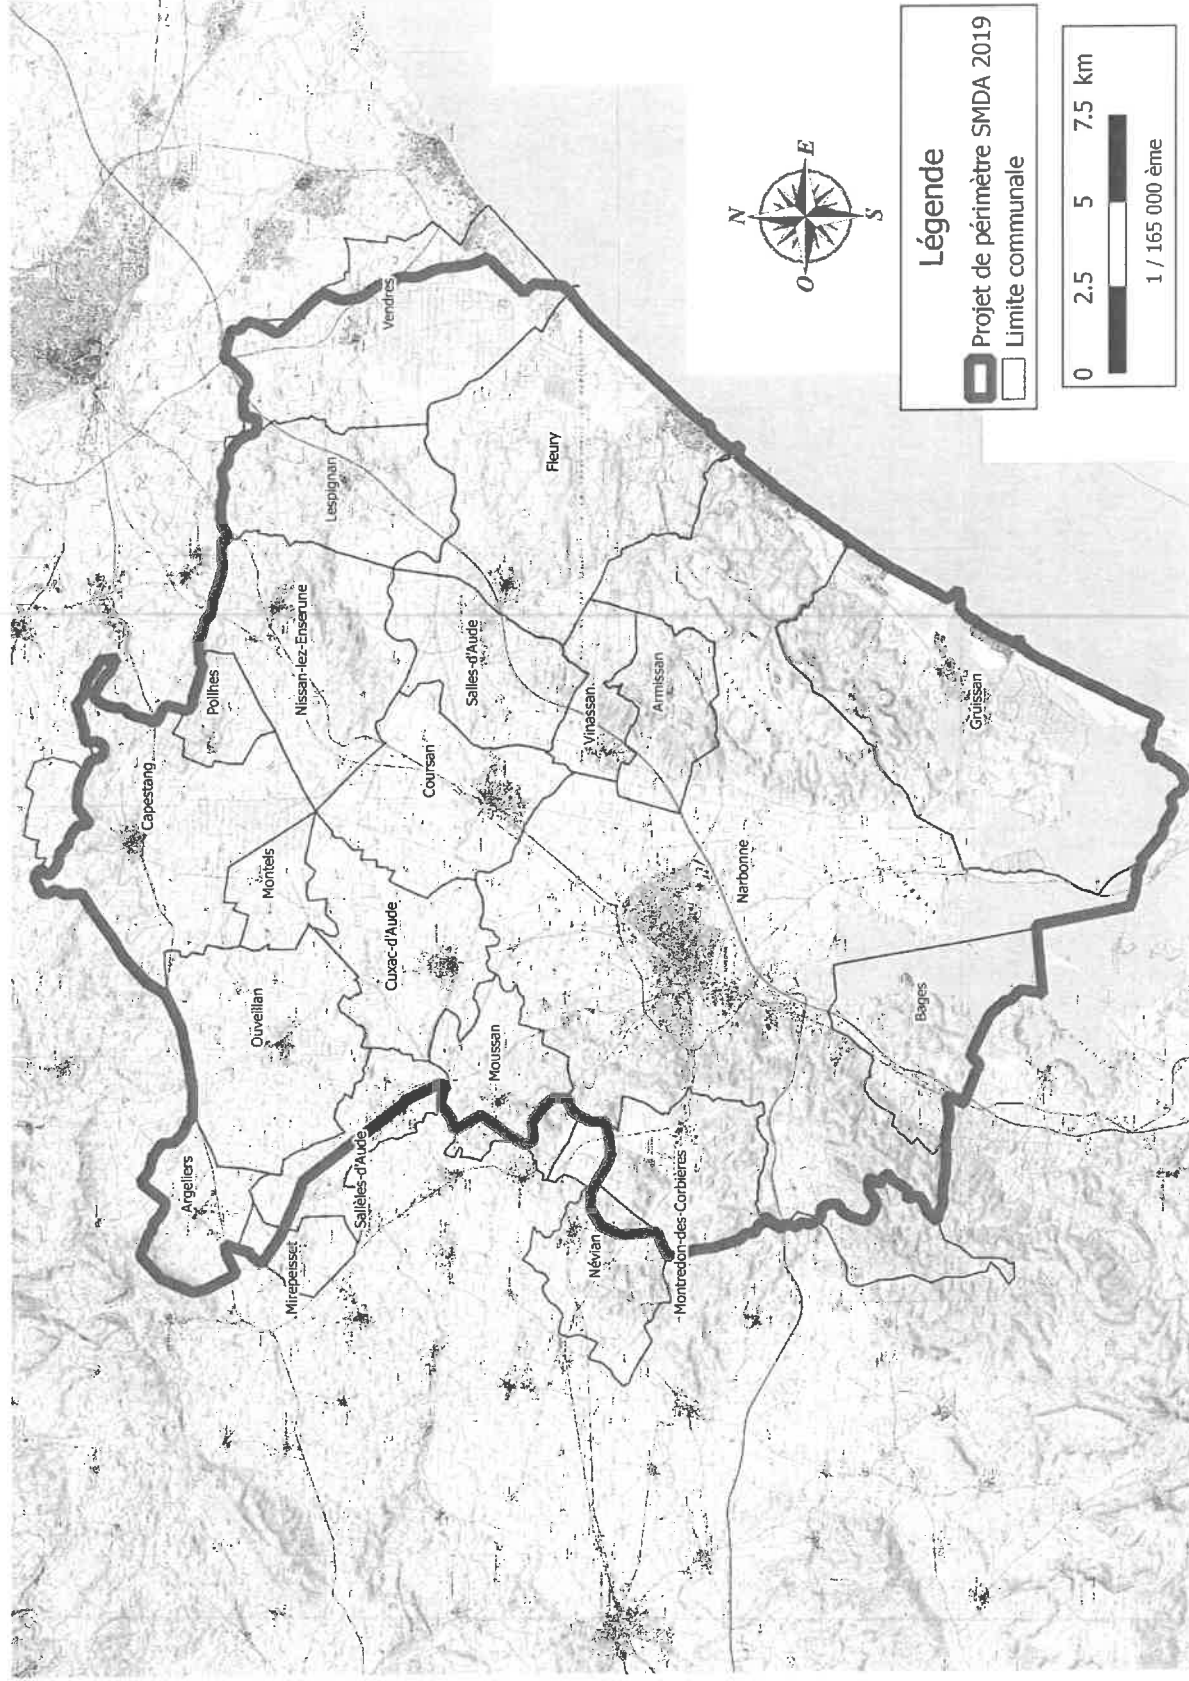 Capestang
Poilhes
Nissan-lez-Enserune
Lespignan
Vendres
Montels
Ouveillan
Argeliers
Mirepeisset
Sallèles-d'Aude
Cuxac-d'Aude
Coursan
Salles-d'Aude
Fleury
Moussan
Vinassan
Armissan
Névian
Montredon-des-Corbières
Narbonne
Gruissan
Bages
N
O
E
S
Légende
Projet de périmètre SMDA 2019
Limite communale
0 2.5 5 7.5 km
1 / 165 000 ème